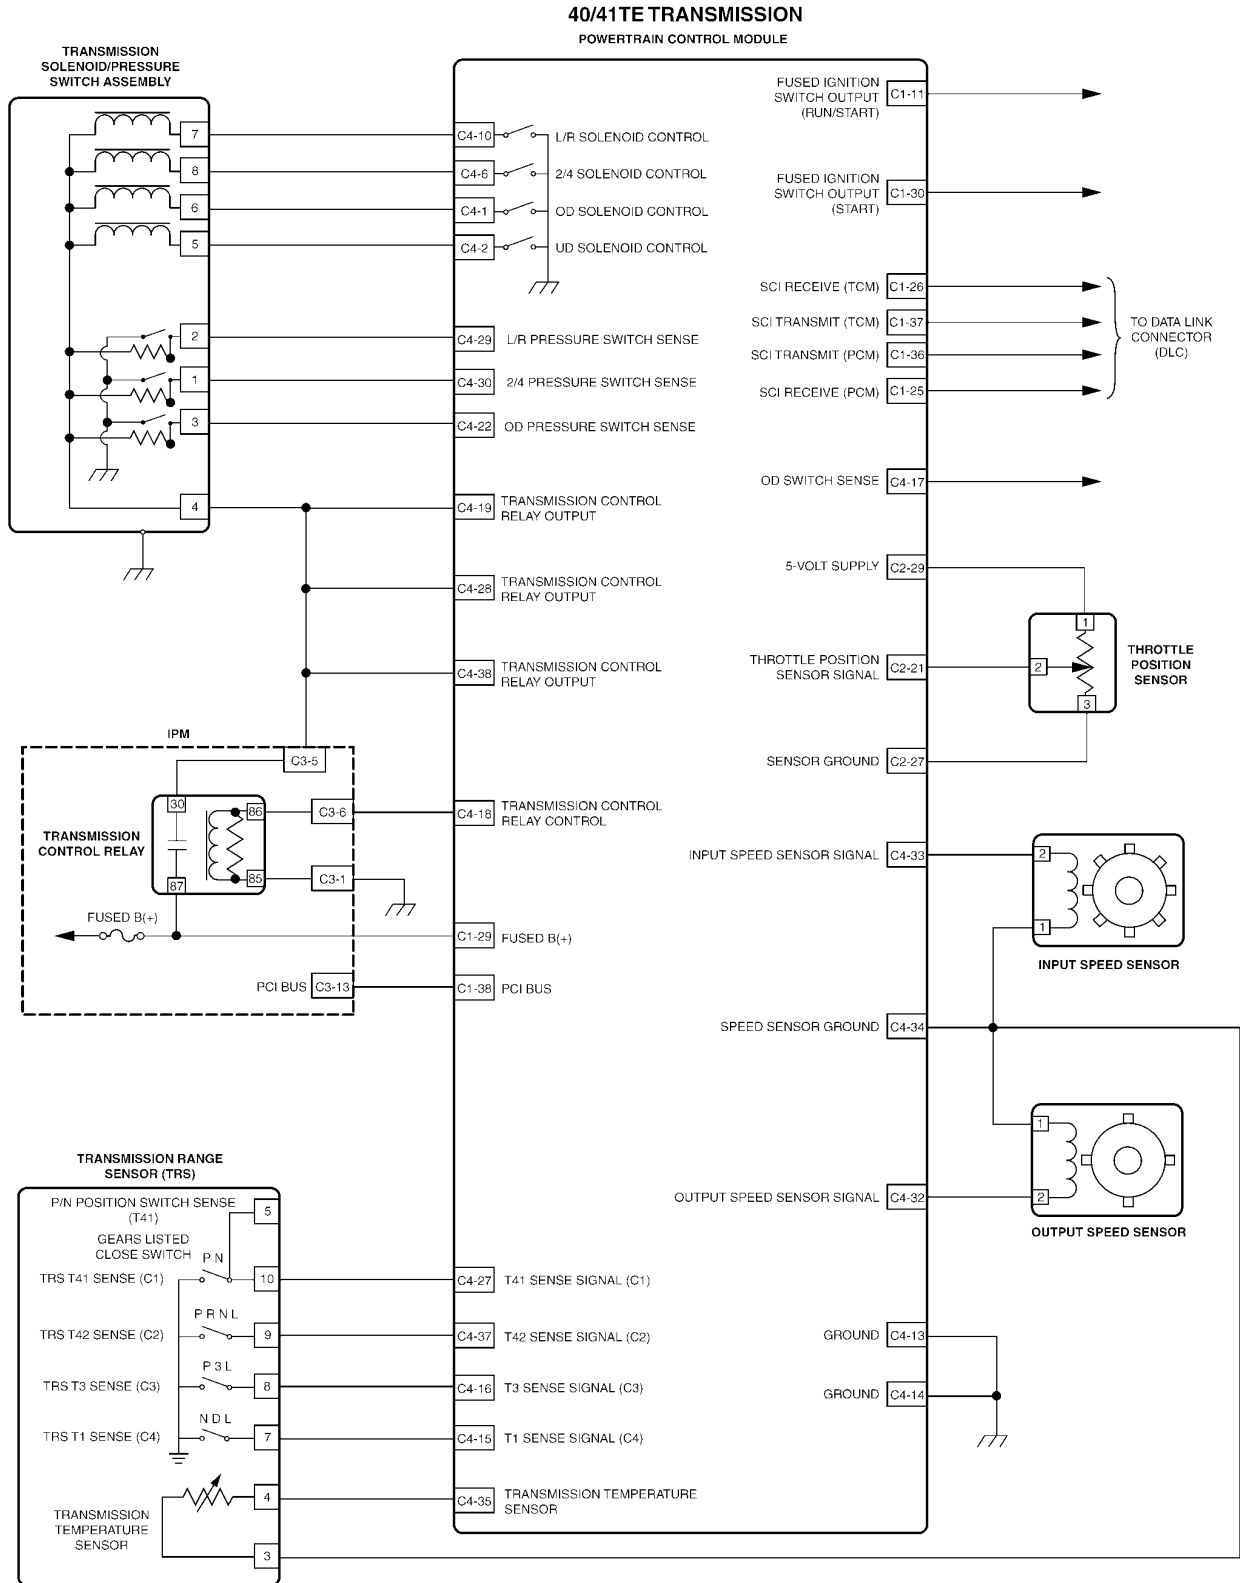 40/41TE TRANSMISSION
POWERTRAIN CONTROL MODULE
TRANSMISSION
SOLENOID/PRESSURE
SWITCH ASSEMBLY
7
8
6
5
2
1
3
4
C4-10
L/R SOLENOID CONTROL
C4-6
2/4 SOLENOID CONTROL
C4-1
OD SOLENOID CONTROL
C4-2
UD SOLENOID CONTROL
C4-29
L/R PRESSURE SWITCH SENSE
C4-30
2/4 PRESSURE SWITCH SENSE
C4-22
OD PRESSURE SWITCH SENSE
C4-19
TRANSMISSION CONTROL
RELAY OUTPUT
C4-28
TRANSMISSION CONTROL
RELAY OUTPUT
C4-38
TRANSMISSION CONTROL
RELAY OUTPUT
IPM
C3-5
30
86
C3-6
C4-18
TRANSMISSION CONTROL
RELAY CONTROL
TRANSMISSION
CONTROL RELAY
87
85
C3-1
FUSED B(+)
C1-29
FUSED B(+)
PCI BUS
C3-13
C1-38
PCI BUS
FUSED IGNITION
SWITCH OUTPUT
(RUN/START)
C1-11
FUSED IGNITION
SWITCH OUTPUT
(START)
C1-30
SCI RECEIVE (TCM)
C1-26
SCI TRANSMIT (TCM)
C1-37
SCI TRANSMIT (PCM)
C1-36
SCI RECEIVE (PCM)
C1-25
TO DATA LINK
CONNECTOR
(DLC)
OD SWITCH SENSE
C4-17
5-VOLT SUPPLY
C2-29
1
THROTTLE POSITION
SENSOR SIGNAL
C2-21
2
THROTTLE
POSITION
SENSOR
3
SENSOR GROUND
C2-27
INPUT SPEED SENSOR SIGNAL
C4-33
2
1
INPUT SPEED SENSOR
SPEED SENSOR GROUND
C4-34
1
OUTPUT SPEED SENSOR SIGNAL
C4-32
2
OUTPUT SPEED SENSOR
TRANSMISSION RANGE
SENSOR (TRS)
P/N POSITION SWITCH SENSE
(T41)
5
GEARS LISTED
CLOSE SWITCH
P N
TRS T41 SENSE (C1)
10
C4-27
T41 SENSE SIGNAL (C1)
P R N L
TRS T42 SENSE (C2)
9
C4-37
T42 SENSE SIGNAL (C2)
P 3 L
TRS T3 SENSE (C3)
8
C4-16
T3 SENSE SIGNAL (C3)
N D L
TRS T1 SENSE (C4)
7
C4-15
T1 SENSE SIGNAL (C4)
4
C4-35
TRANSMISSION TEMPERATURE
SENSOR
TRANSMISSION
TEMPERATURE
SENSOR
3
GROUND
C4-13
GROUND
C4-14